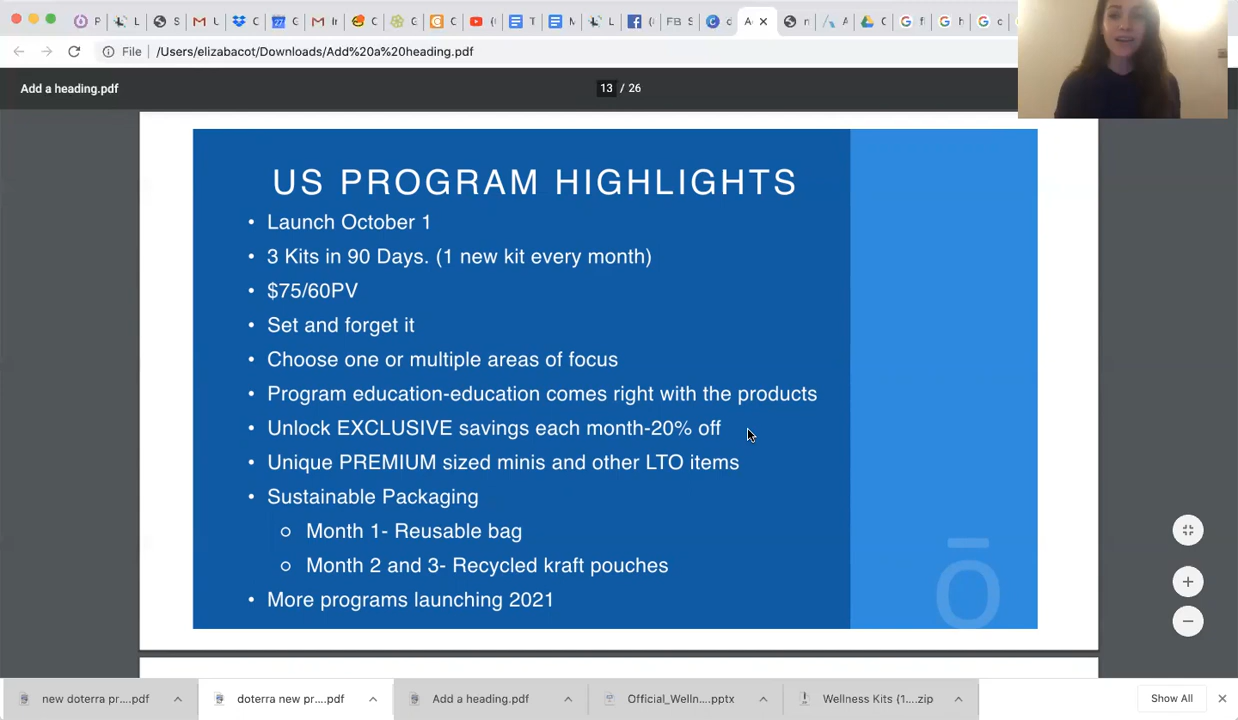 P
S
M
U
D
G
27
M
In
C
G
C
C
(
T
M
L
(
FB S
d
A
n
A
C
f
h
c
File
/Users/elizabacot/Downloads/Add%20a%20heading.pdf
Add a heading.pdf
13 / 26
US PROGRAM HIGHLIGHTS
• Launch October 1
• 3 Kits in 90 Days. (1 new kit every month)
• $75/60PV
• Set and forget it
• Choose one or multiple areas of focus
• Program education-education comes right with the products
• Unlock EXCLUSIVE savings each month-20% off
• Unique PREMIUM sized minis and other LTO items
• Sustainable Packaging
○ Month 1- Reusable bag
○ Month 2 and 3- Recycled kraft pouches
• More programs launching 2021
ō
new doterra pr....pdf
doterra new pr....pdf
Add a heading.pdf
Official_Welln....pptx
Wellness Kits (1....zip
Show All